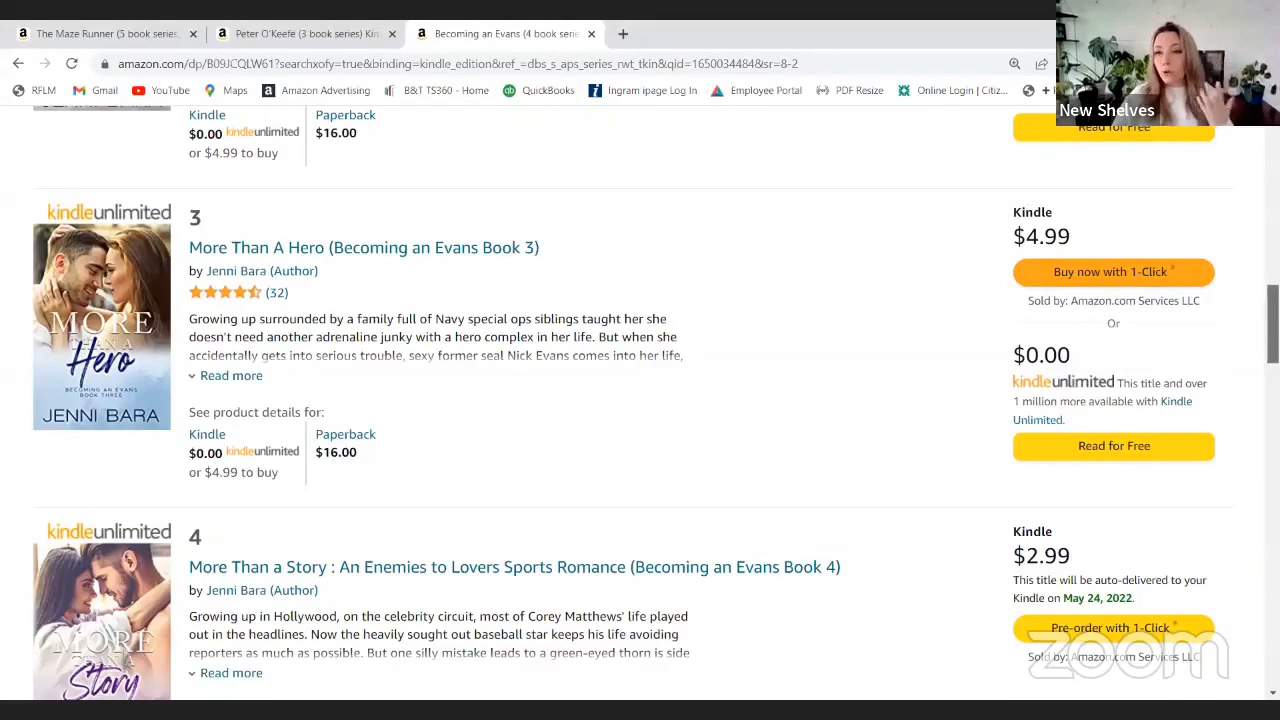 The Maze Runner (5 book series,
Peter O'Keefe (3 book series) Kin
Becoming an Evans (4 book serie
amazon.com/dp/B09JCQLW61?searchxofy=true&binding=kindle_edition&ref_=dbs_s_aps_series_rwt_tkin&qid=1650034484&sr=8-2
RFLM Gmail YouTube Maps Amazon Advertising B&T TS360 - Home QuickBooks Ingram ipage Log In Employee Portal PDF Resize Online Login | Citiz...
New Shelves
Kindle Paperback
$0.00 kindleunlimited $16.00
or $4.99 to buy
Read for Free
kindleunlimited
3
More Than A Hero (Becoming an Evans Book 3)
by Jenni Bara (Author)
(32)
Growing up surrounded by a family full of Navy special ops siblings taught her she
doesn't need another adrenaline junky with a hero complex in her life. But when she
accidentally gets into serious trouble, sexy former seal Nick Evans comes into her life,
Read more
See product details for:
Kindle Paperback
$0.00 kindleunlimited $16.00
or $4.99 to buy
MORE
THAN A
Hero
BECOMING AN EVANS
BOOK THREE
JENNI BARA
Kindle
$4.99
Buy now with 1-Click
Sold by: Amazon.com Services LLC
Or
$0.00
kindleunlimited This title and over
1 million more available with Kindle
Unlimited.
Read for Free
kindleunlimited
4
More Than a Story : An Enemies to Lovers Sports Romance (Becoming an Evans Book 4)
by Jenni Bara (Author)
Growing up in Hollywood, on the celebrity circuit, most of Corey Matthews' life played
out in the headlines. Now the heavily sought out baseball star keeps his life avoiding
reporters as much as possible. But one silly mistake leads to a green-eyed thorn is side
Read more
MORE
THAN A
Story
Kindle
$2.99
This title will be auto-delivered to your
Kindle on May 24, 2022.
Pre-order with 1-Click
Sold by: Amazon.com Services LLC
zoom